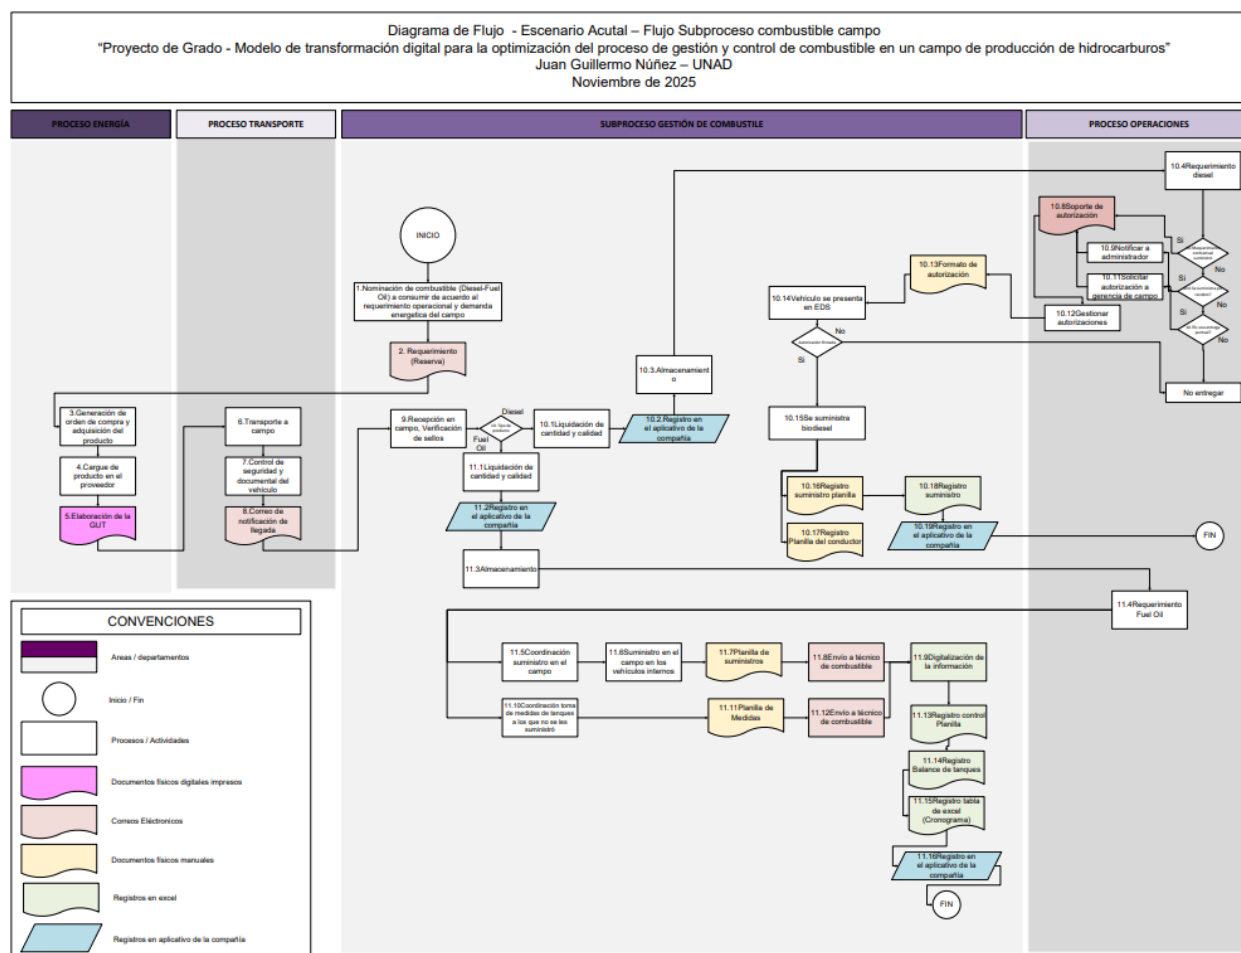 Diagrama de Flujo - Escenario Acutal – Flujo Subproceso combustible campo
“Proyecto de Grado - Modelo de transformación digital para la optimización del proceso de gestión y control de combustible en un campo de producción de hidrocarburos”
Juan Guillermo Núñez – UNAD
Noviembre de 2025
PROCESO ENERGÍA
PROCESO TRANSPORTE
SUBPROCESO GESTIÓN DE COMBUSTILE
PROCESO OPERACIONES
INICIO
1.Nominación de combustible (Diesel-Fuel
Oil) a consumir de acuerdo al
requerimiento operacional y demanda
energetica del campo
2. Requerimiento
(Reserva)
3.Generación de
orden de compra y
adquisición del
producto
4.Cargue de
producto en el
proveedor
5.Elaboración de la
GUT
6.Transporte a
campo
7.Control de
seguridad y
documental del
vehículo
8.Correo de
notificación de
llegada
9.Recepción en
campo, Verificación
de sellos
10. Tipo de
producto
Diesel
Fuel
Oil
10.1Liquidación de
cantidad y calidad
10.2.Registro en
el aplicativo de la
compañía
10.3.Almacenamient
o
10.4Requerimiento
diesel
Si
No
Si
No
Si
No
10.8Soporte de
autorización
10.9Notificar a
administrador
10.11Solicitar
autorización a
gerencia de campo
10.12Gestionar
autorizaciones
No entregar
10.13Formato de
autorización
10.14Vehículo se presenta
en EDS
No
Si
10.15Se suministra
biodiesel
10.16Registro
suministro planilla
10.17Registro
Planilla del conductor
10.18Registro
suministro
10.19Registro en
el aplicativo de la
compañía
FIN
11.1Liquidación de
cantidad y calidad
11.2Registro en
el aplicativo de la
compañía
11.3Almacenamiento
11.4Requerimiento
Fuel Oil
11.5Coordinación
suministro en el
campo
11.6Suministro en el
campo en los
vehículos internos
11.7Planilla de
suministros
11.8Envío a técnico
de combustible
11.9Digitalización de
la información
11.10Coordinación toma
de medidas de tanques
a los que no se les
suministró
11.11Planilla de
Medidas
11.12Envío a técnico
de combustible
11.13Registro control
Planilla
11.14Registro
Balance de tanques
11.15Registro tabla
de excel
(Cronograma)
11.16Registro en
el aplicativo de la
compañía
FIN
CONVENCIONES
Areas / departamentos
Inicio / Fin
Procesos / Actividades
Documentos físicos digitales impresos
Correos Eléctronicos
Documentos físicos manuales
Registros en excel
Registros en aplicativo de la compañía